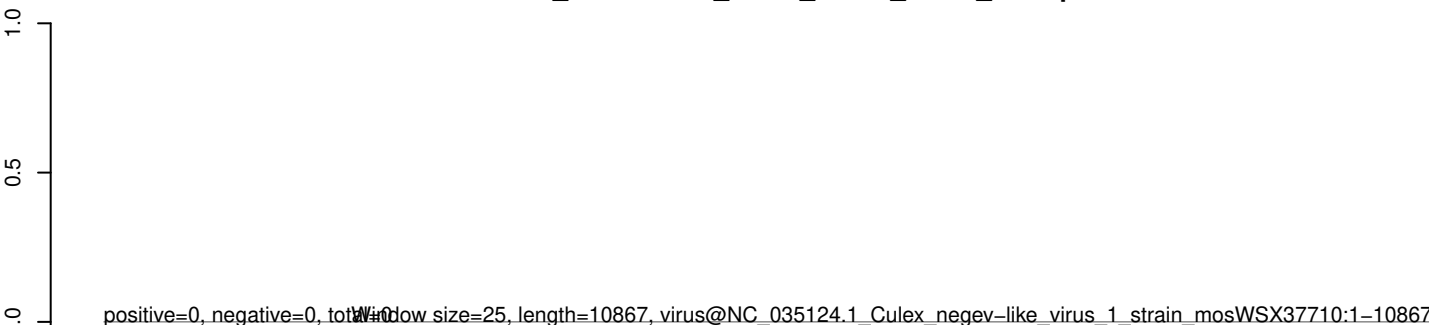 1.0
0.5
.0
positive=0, negative=0, total=0
Window size=25, length=10867, virus@NC_035124.1_Culex_negev−like_virus_1_strain_mosWSX37710:1−10867